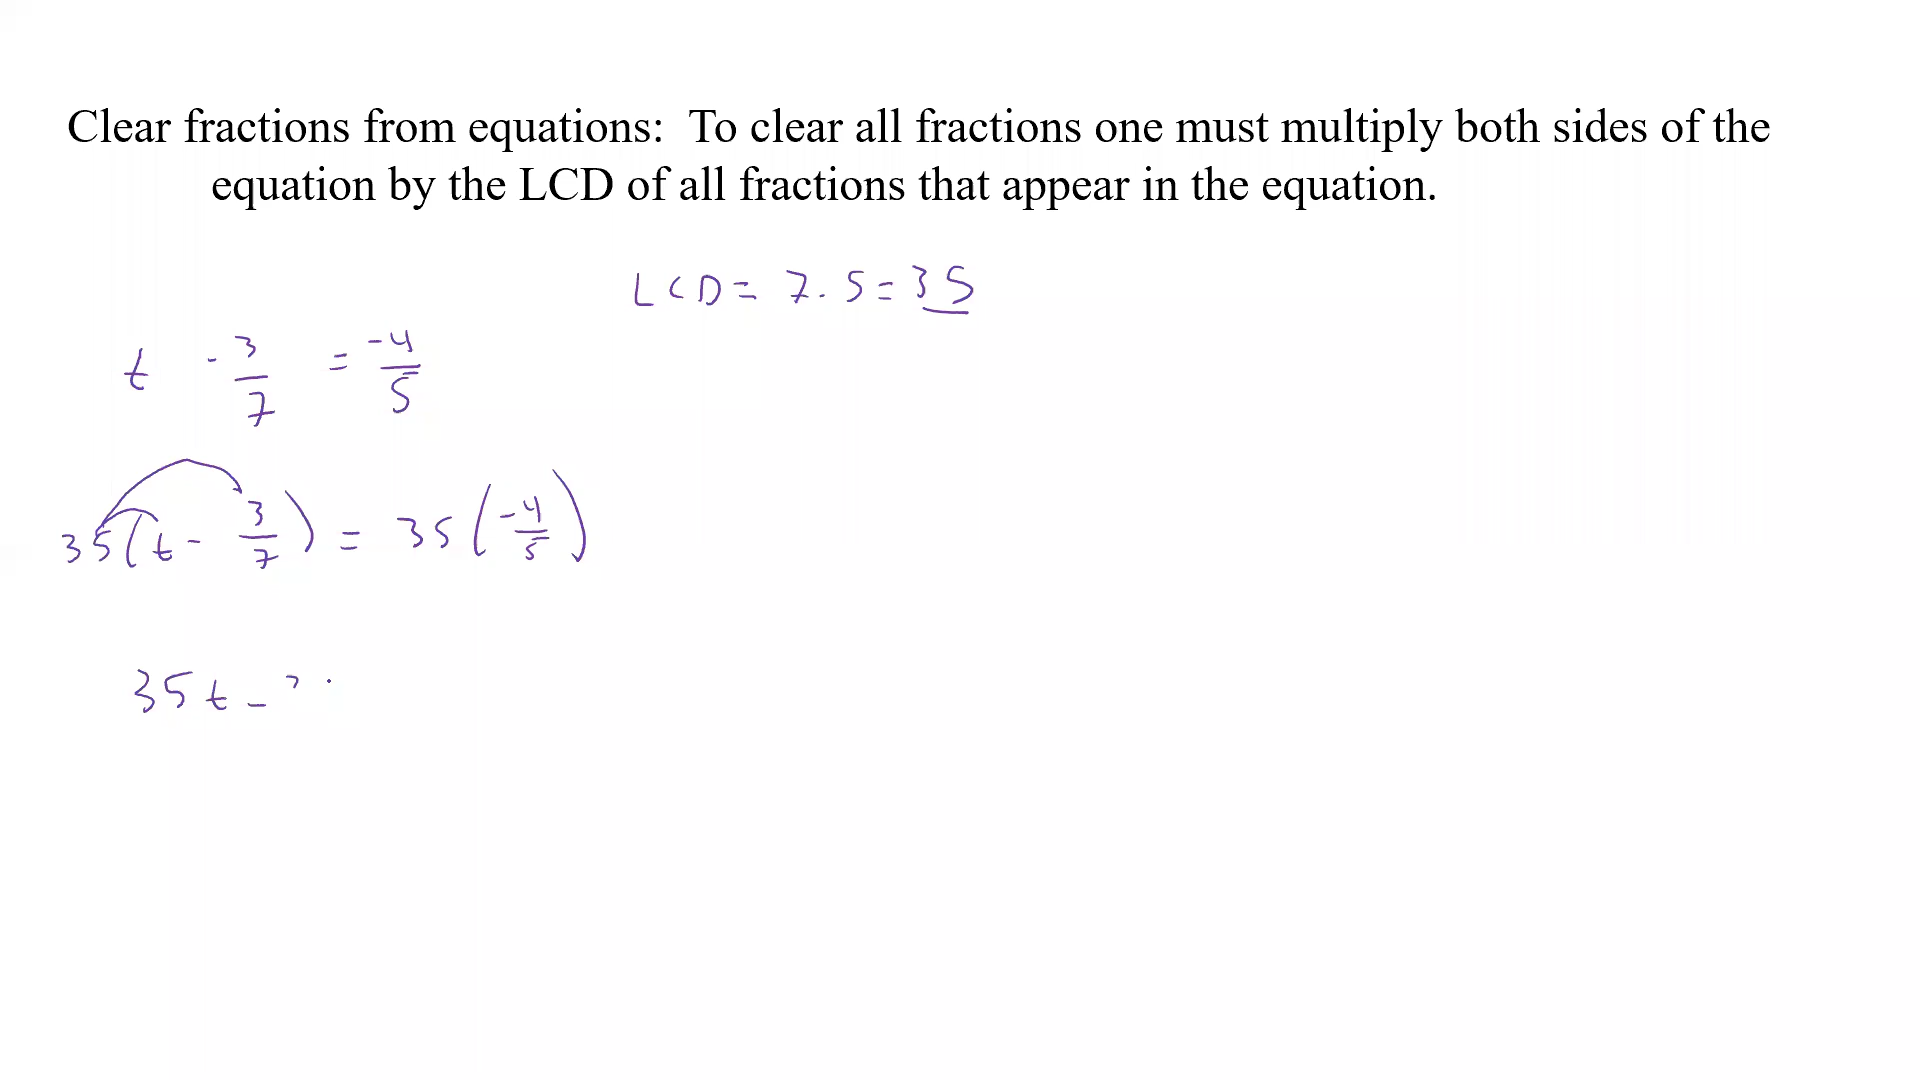 Clear fractions from equations: To clear all fractions one must multiply both sides of the
equation by the LCD of all fractions that appear in the equation.
LCD = 7 · 5 = 35
t - 3/7 = -4/5
35(t - 3/7) = 35(-4/5)
35t -